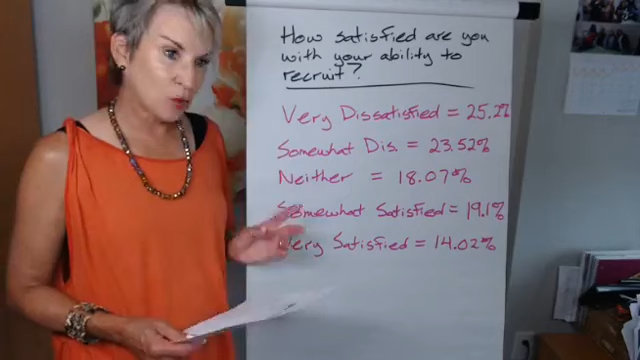 How satisfied are you
with your ability to
recruit?
Very Dissatisfied = 25.2%
Somewhat Dis. = 23.52%
Neither = 18.07%
Somewhat Satisfied = 19.1%
Very Satisfied = 14.02%